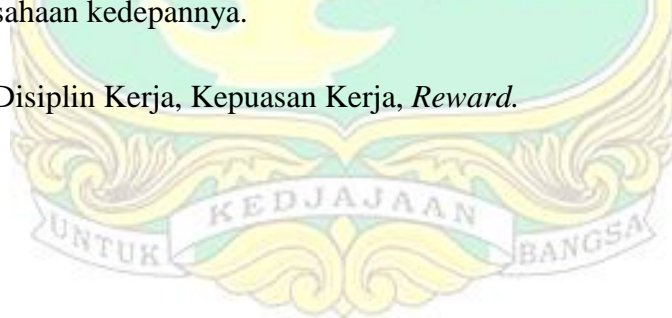 sahaan kedepannya.
Disiplin Kerja, Kepuasan Kerja, Reward.
UNTUK KEDJAJAAN BANGSA